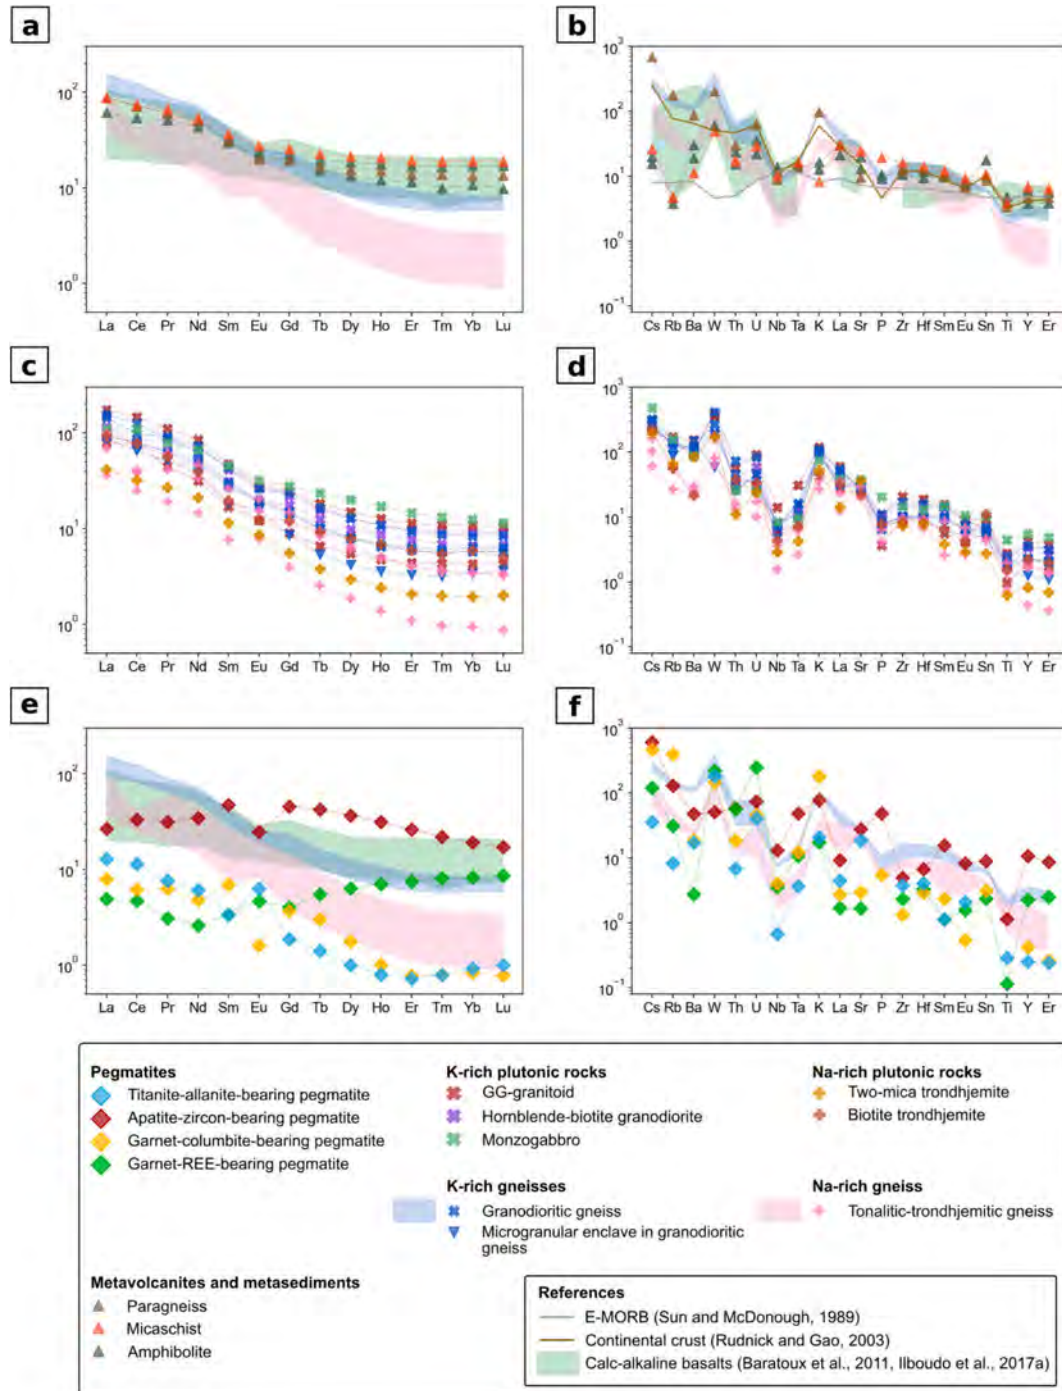 a
b
10²
10¹
10⁰
La Ce Pr Nd Sm Eu Gd Tb Dy Ho Er Tm Yb Lu
10³
10²
10¹
10⁰
10⁻¹
Cs Rb Ba W Th U Nb Ta K La Sr P Zr Hf Sm Eu Sn Ti Y Er
c
d
10²
10¹
10⁰
La Ce Pr Nd Sm Eu Gd Tb Dy Ho Er Tm Yb Lu
10³
10²
10¹
10⁰
10⁻¹
Cs Rb Ba W Th U Nb Ta K La Sr P Zr Hf Sm Eu Sn Ti Y Er
e
f
10²
10¹
10⁰
La Ce Pr Nd Sm Eu Gd Tb Dy Ho Er Tm Yb Lu
10³
10²
10¹
10⁰
10⁻¹
Cs Rb Ba W Th U Nb Ta K La Sr P Zr Hf Sm Eu Sn Ti Y Er
Pegmatites
Titanite-allanite-bearing pegmatite
Apatite-zircon-bearing pegmatite
Garnet-columbite-bearing pegmatite
Garnet-REE-bearing pegmatite
K-rich plutonic rocks
GG-granitoid
Hornblende-biotite granodiorite
Monzogabbro
Na-rich plutonic rocks
Two-mica trondhjemite
Biotite trondhjemite
K-rich gneisses
Granodioritic gneiss
Microgranular enclave in granodioritic
gneiss
Na-rich gneiss
Tonalitic-trondhjemitic gneiss
Metavolcanites and metasediments
Paragneiss
Micaschist
Amphibolite
References
E-MORB (Sun and McDonough, 1989)
Continental crust (Rudnick and Gao, 2003)
Calc-alkaline basalts (Baratoux et al., 2011, Ilboudo et al., 2017a)